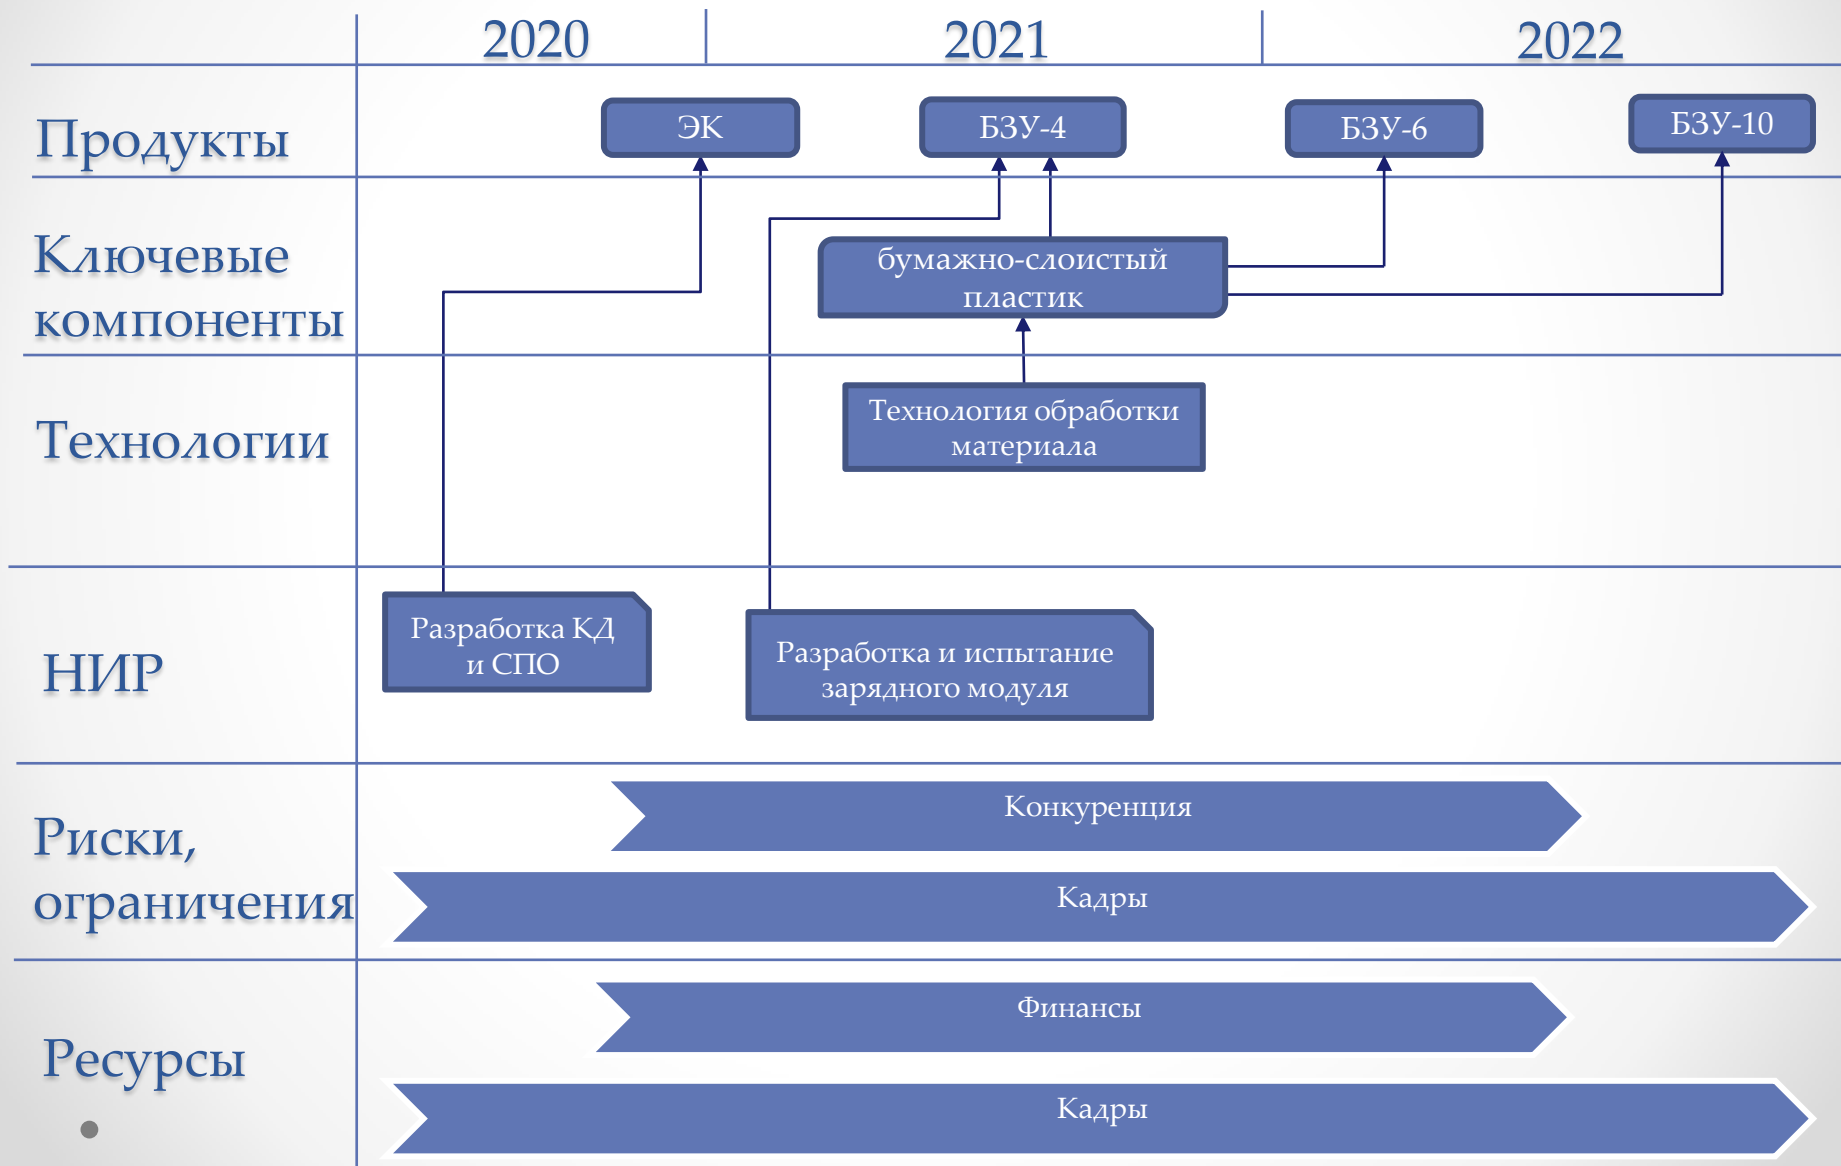 2020
2021
2022
Продукты
ЭК
БЗУ-4
БЗУ-6
БЗУ-10
Ключевые
компоненты
бумажно-слоистый
пластик
Технологии
Технология обработки
материала
НИР
Разработка КД
и СПО
Разработка и испытание
зарядного модуля
Риски,
ограничения
Конкуренция
Кадры
Ресурсы
Финансы
Кадры